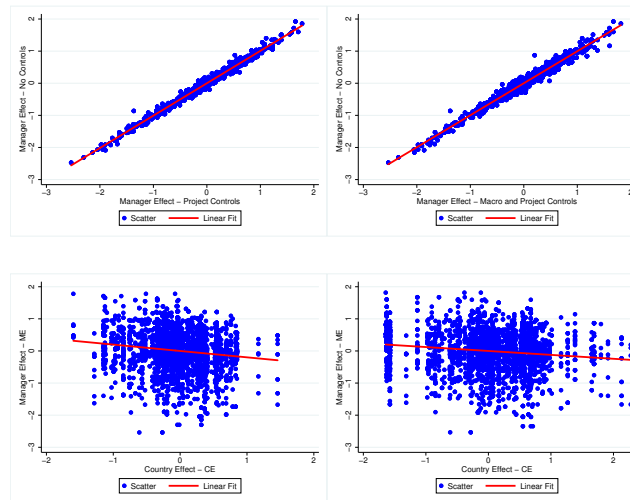 Manager Effect – No Controls
2
1
0
−1
−2
−3
−3 −2 −1 0 1 2
Manager Effect – Project Controls
Scatter Linear Fit
Manager Effect – No Controls
2
1
0
−1
−2
−3
−3 −2 −1 0 1 2
Manager Effect – Macro and Project Controls
Scatter Linear Fit
Manager Effect – ME
2
1
0
−1
−2
−3
−2 −1 0 1 2
Country Effect – CE
Scatter Linear Fit
Manager Effect – ME
2
1
0
−1
−2
−3
−2 −1 0 1 2
Country Effect – CE
Scatter Linear Fit